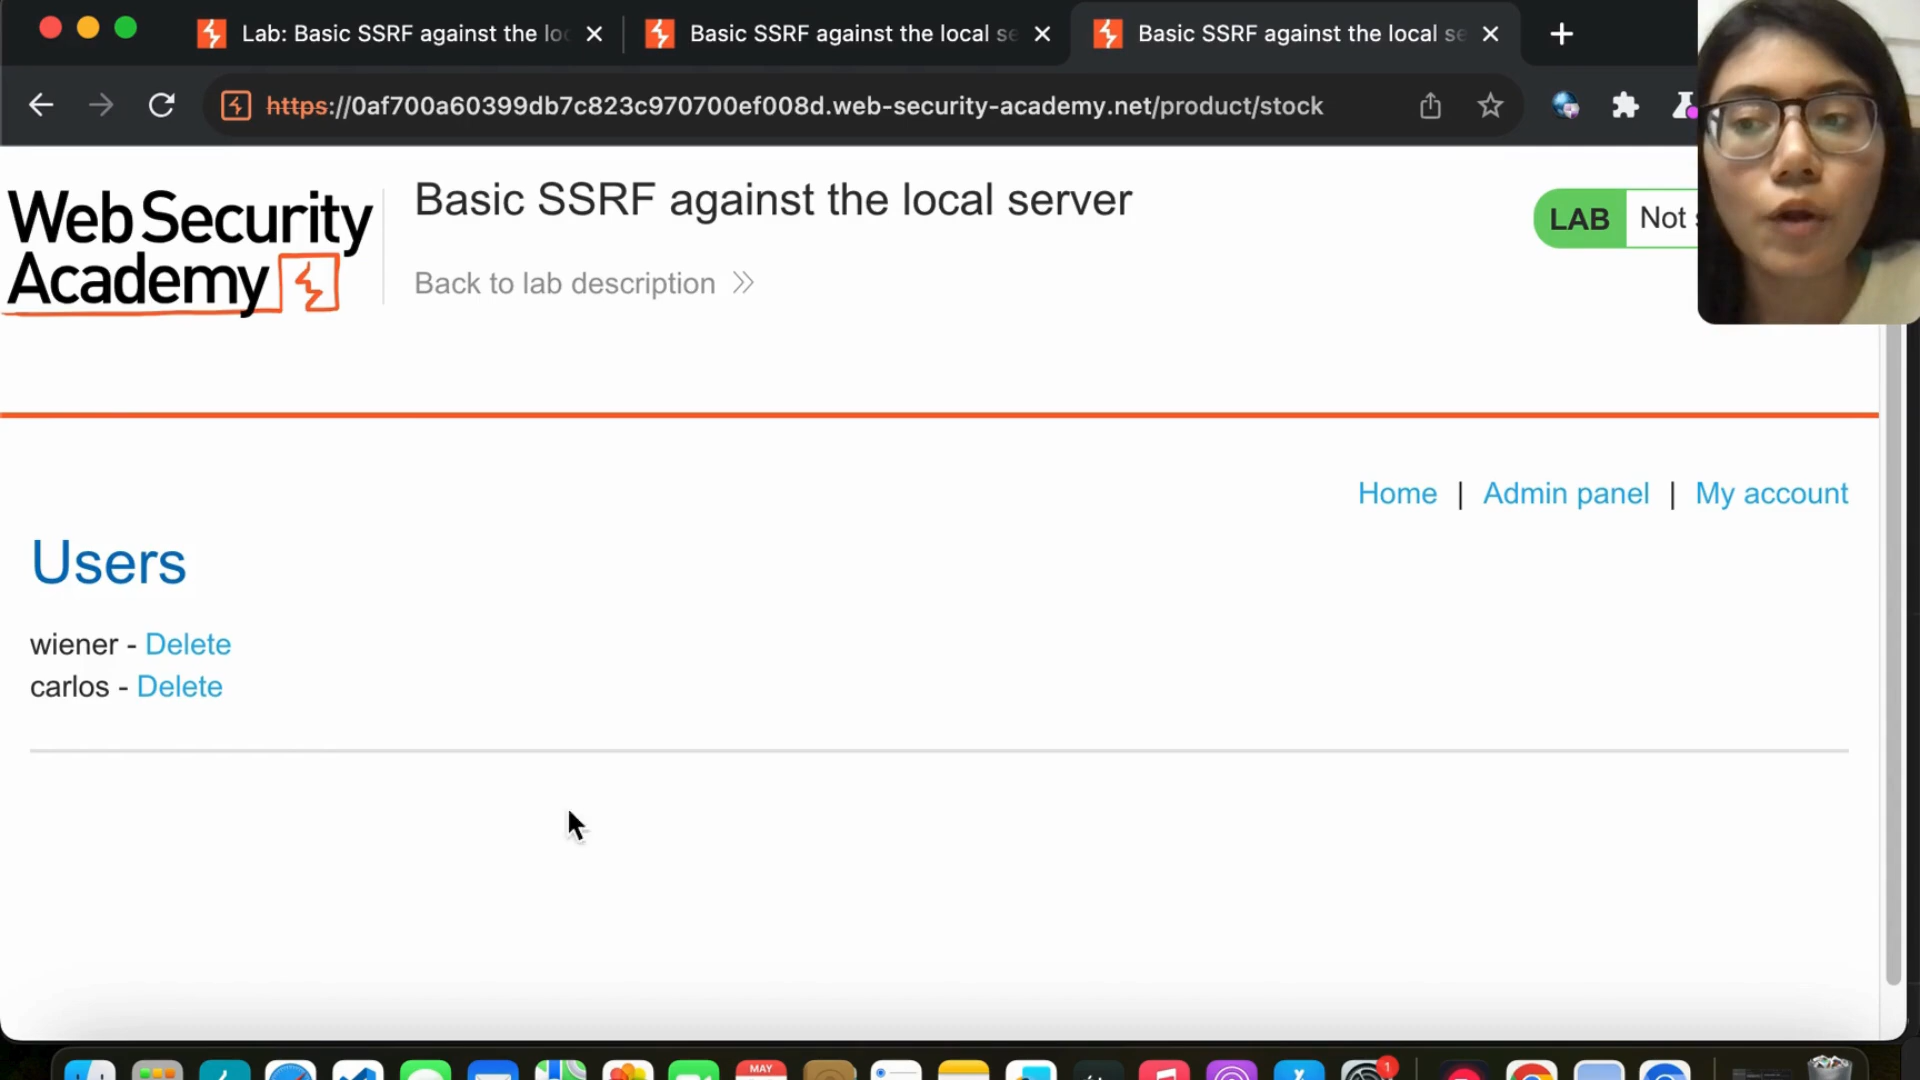 Lab: Basic SSRF against the lo
Basic SSRF against the local se
Basic SSRF against the local se
https://0af700a60399db7c823c970700ef008d.web-security-academy.net/product/stock
Web Security
Academy
Basic SSRF against the local server
Back to lab description
LAB
Not
Home | Admin panel | My account
Users
wiener - Delete
carlos - Delete
MAY
1